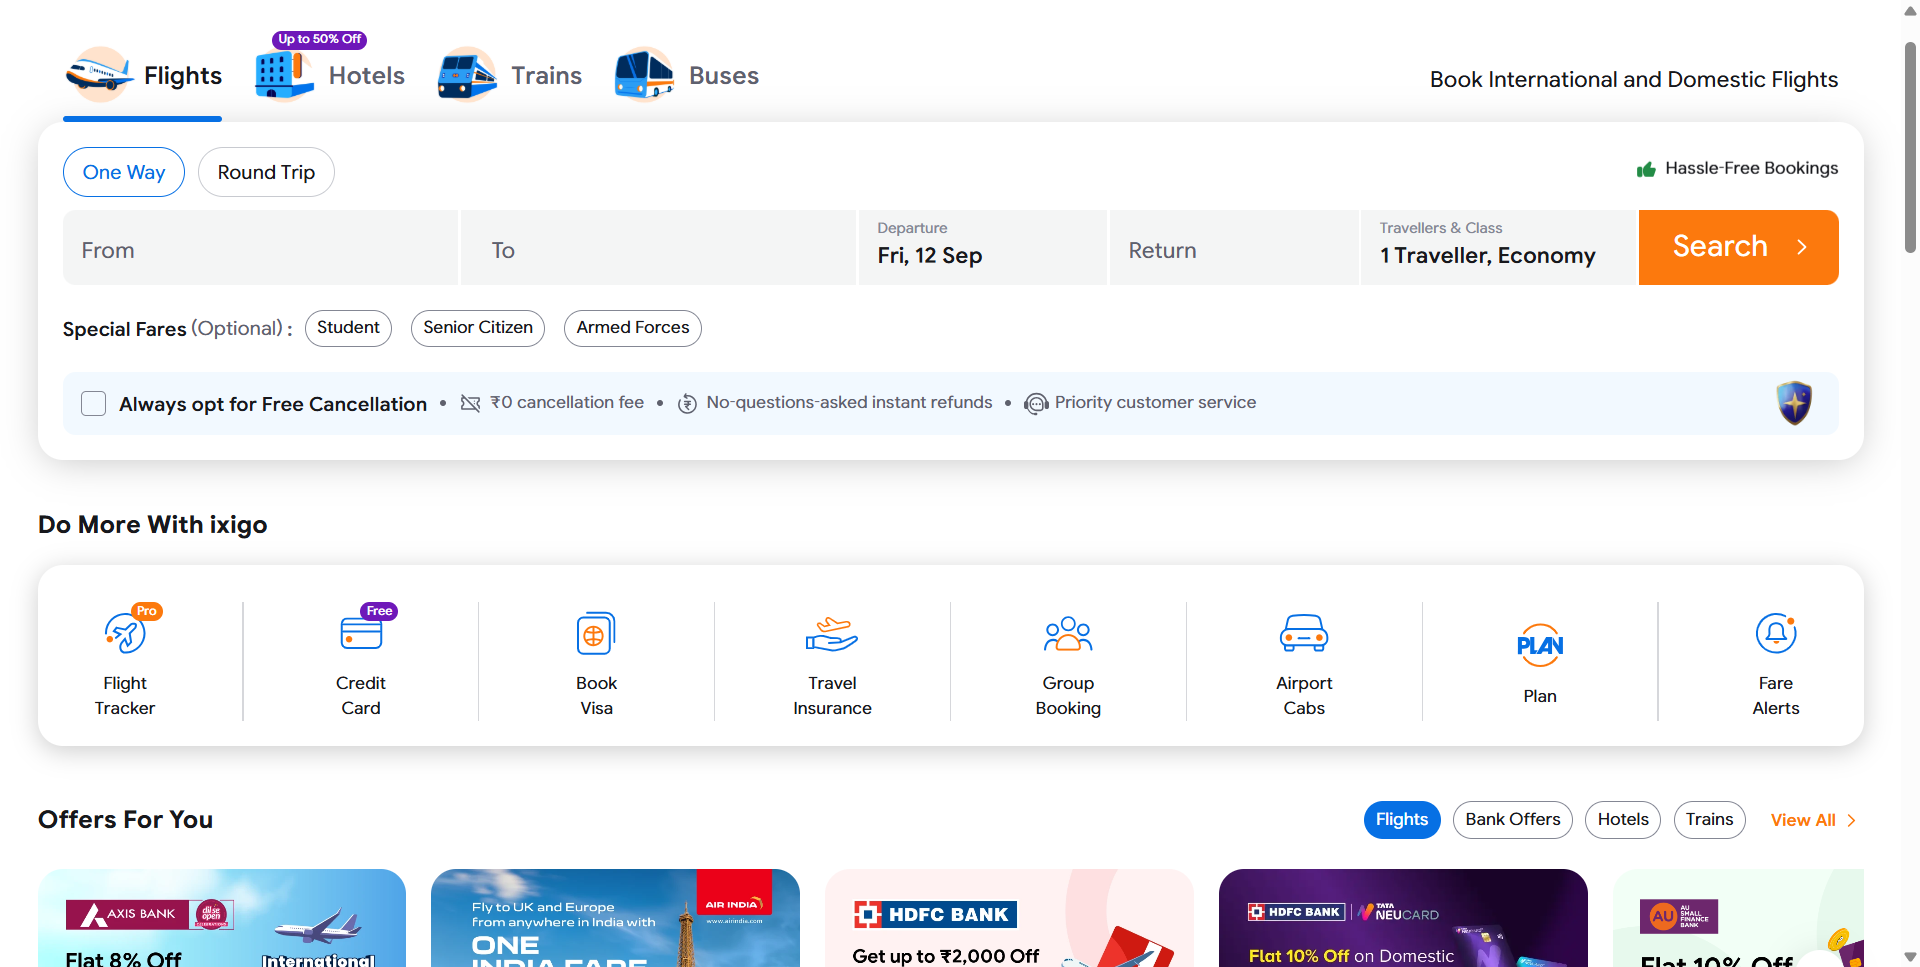 Up to 50% Off
Flights
Hotels
Trains
Buses
Book International and Domestic Flights
One Way
Round Trip
Hassle-Free Bookings
From
To
Departure
Fri, 12 Sep
Return
Travellers & Class
1 Traveller, Economy
Search
Special Fares (Optional) :
Student
Senior Citizen
Armed Forces
Always opt for Free Cancellation
• ₹0 cancellation fee
• No-questions-asked instant refunds
• Priority customer service
Do More With ixigo
Pro
Flight
Tracker
Free
Credit
Card
Book
Visa
Travel
Insurance
Group
Booking
Airport
Cabs
PLAN
Plan
Fare
Alerts
Offers For You
Flights
Bank Offers
Hotels
Trains
View All
AXIS BANK
dil se
open
Flat 8% Off
International
Fly to UK and Europe
from anywhere in India with
ONE
INDIA FARE
AIR INDIA
www.airindia.com
HDFC BANK
Get up to ₹2,000 Off
HDFC BANK
TATA
NEUCARD
Flat 10% Off on Domestic
AU
AU
SMALL
FINANCE
BANK
Flat 10% Off